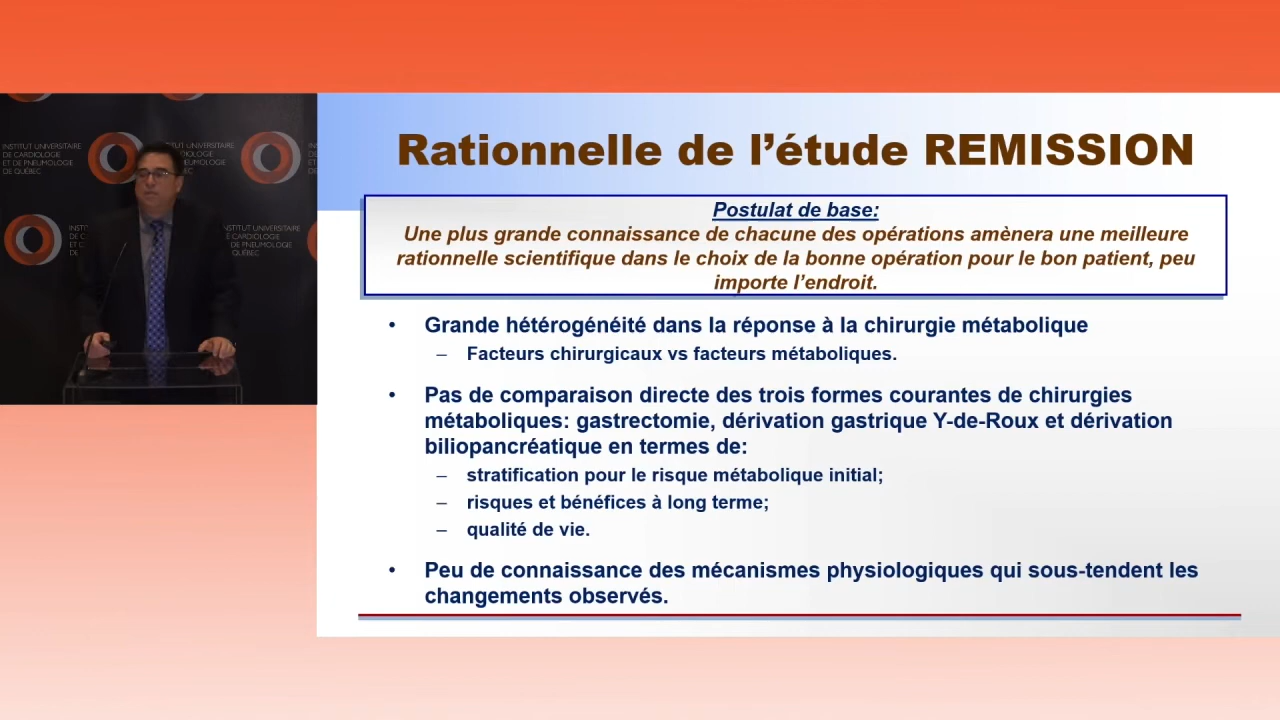 INSTITUT UNIVERSITAIRE
DE CARDIOLOGIE
ET DE PNEUMOLOGIE
DE QUÉBEC
Rationnelle de l’étude REMISSION
Postulat de base:
Une plus grande connaissance de chacune des opérations amènera une meilleure
rationnelle scientifique dans le choix de la bonne opération pour le bon patient, peu
importe l’endroit.
• Grande hétérogénéité dans la réponse à la chirurgie métabolique
– Facteurs chirurgicaux vs facteurs métaboliques.
• Pas de comparaison directe des trois formes courantes de chirurgies
métaboliques: gastrectomie, dérivation gastrique Y-de-Roux et dérivation
biliopancréatique en termes de:
– stratification pour le risque métabolique initial;
– risques et bénéfices à long terme;
– qualité de vie.
• Peu de connaissance des mécanismes physiologiques qui sous-tendent les
changements observés.